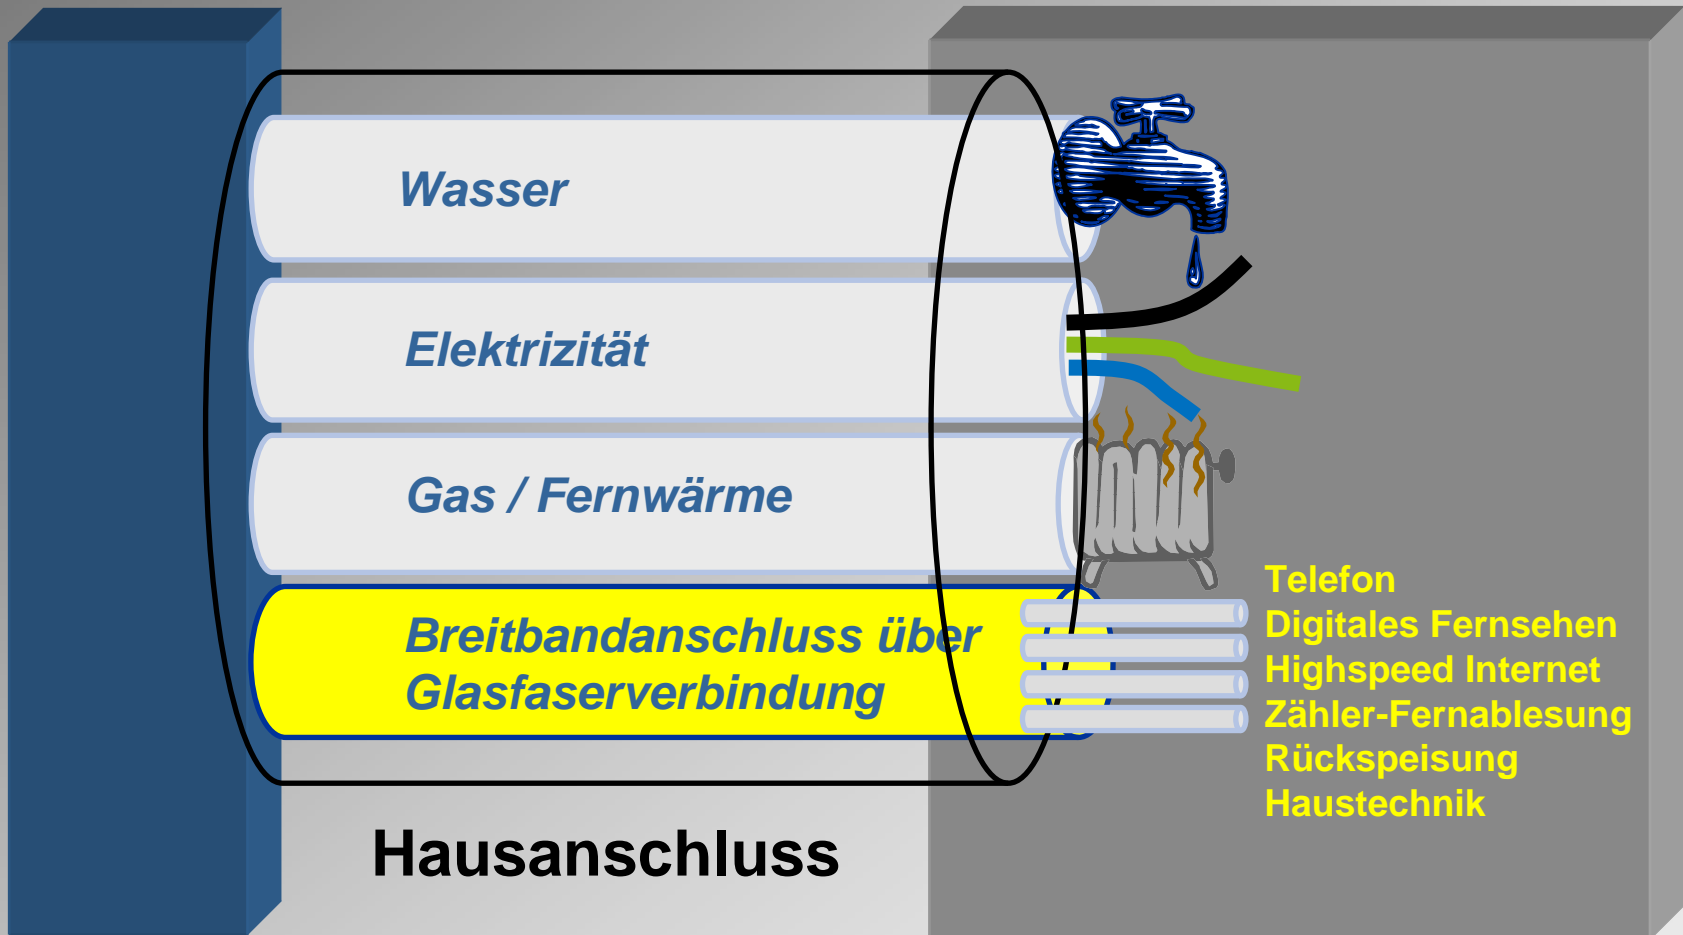 Wasser
Elektrizität
Gas / Fernwärme
Breitbandanschluss über
Glasfaserverbindung
Telefon
Digitales Fernsehen
Highspeed Internet
Zähler-Fernablesung
Rückspeisung
Haustechnik
Hausanschluss